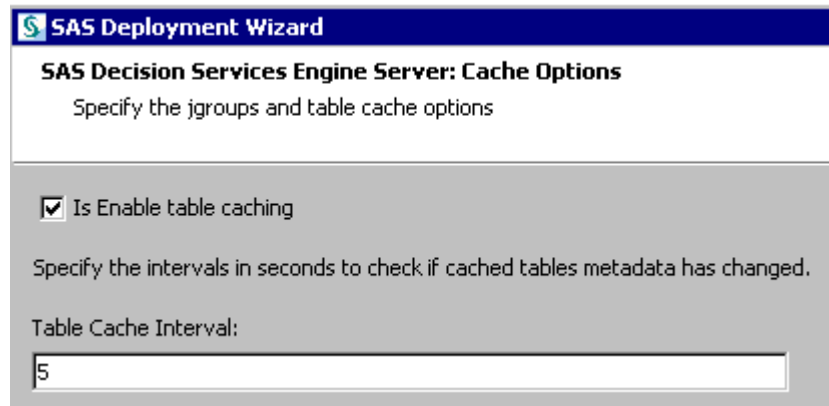 SAS Deployment Wizard
SAS Decision Services Engine Server: Cache Options
Specify the jgroups and table cache options
Is Enable table caching
Specify the intervals in seconds to check if cached tables metadata has changed.
Table Cache Interval:
5